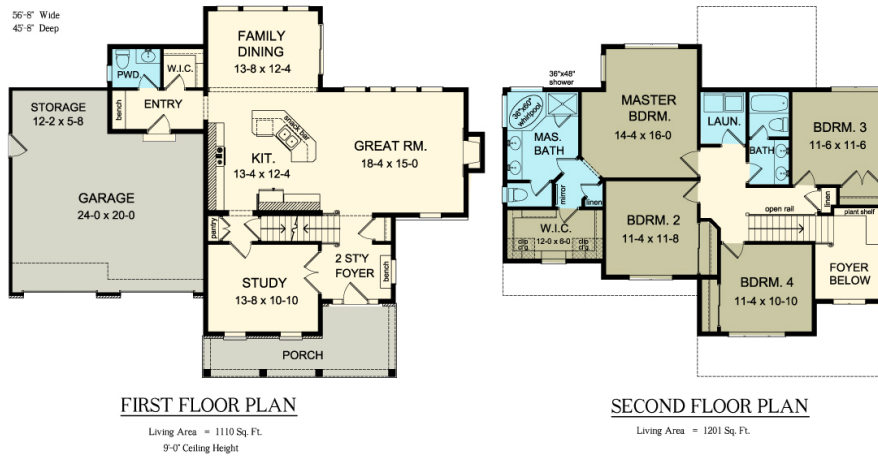 56'-8" Wide
45'-8" Deep
FAMILY
DINING
13-8 x 12-4
PWD.
W.I.C.
bench
ENTRY
STORAGE
12-2 x 5-8
snack bar
GREAT RM.
18-4 x 15-0
KIT.
13-4 x 12-4
GARAGE
24-0 x 20-0
pantry
2 ST'Y
FOYER
bench
STUDY
13-8 x 10-10
PORCH
FIRST FLOOR PLAN
Living Area = 1110 Sq. Ft.
9'-0" Ceiling Height
36"x48"
shower
36"x60"
whirlpool
MAS.
BATH
MASTER
BDRM.
14-4 x 16-0
LAUN.
BATH
BDRM. 3
11-6 x 11-6
mirror
linen
linen
open rail
plant shelf
W.I.C.
12-0 x 6-0
BDRM. 2
11-4 x 11-8
FOYER
BELOW
BDRM. 4
11-4 x 10-10
SECOND FLOOR PLAN
Living Area = 1201 Sq. Ft.